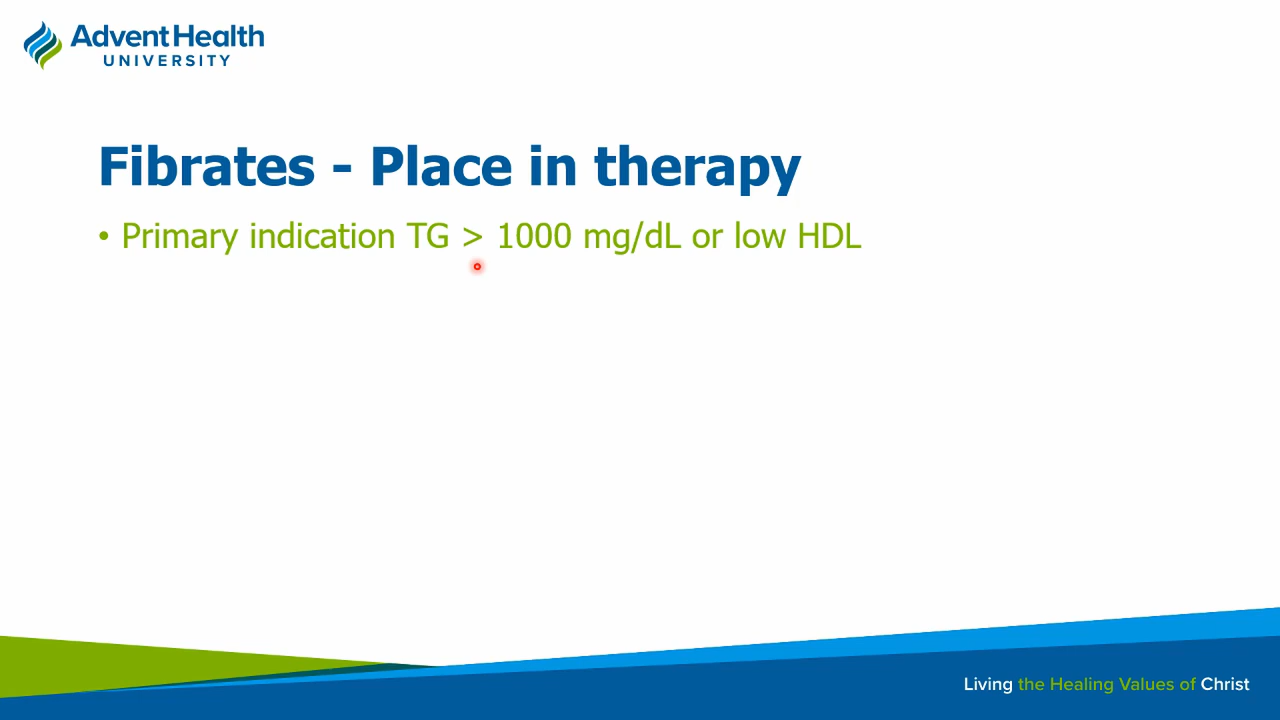 AdventHealth
UNIVERSITY
Fibrates - Place in therapy
• Primary indication TG > 1000 mg/dL or low HDL
Living the Healing Values of Christ